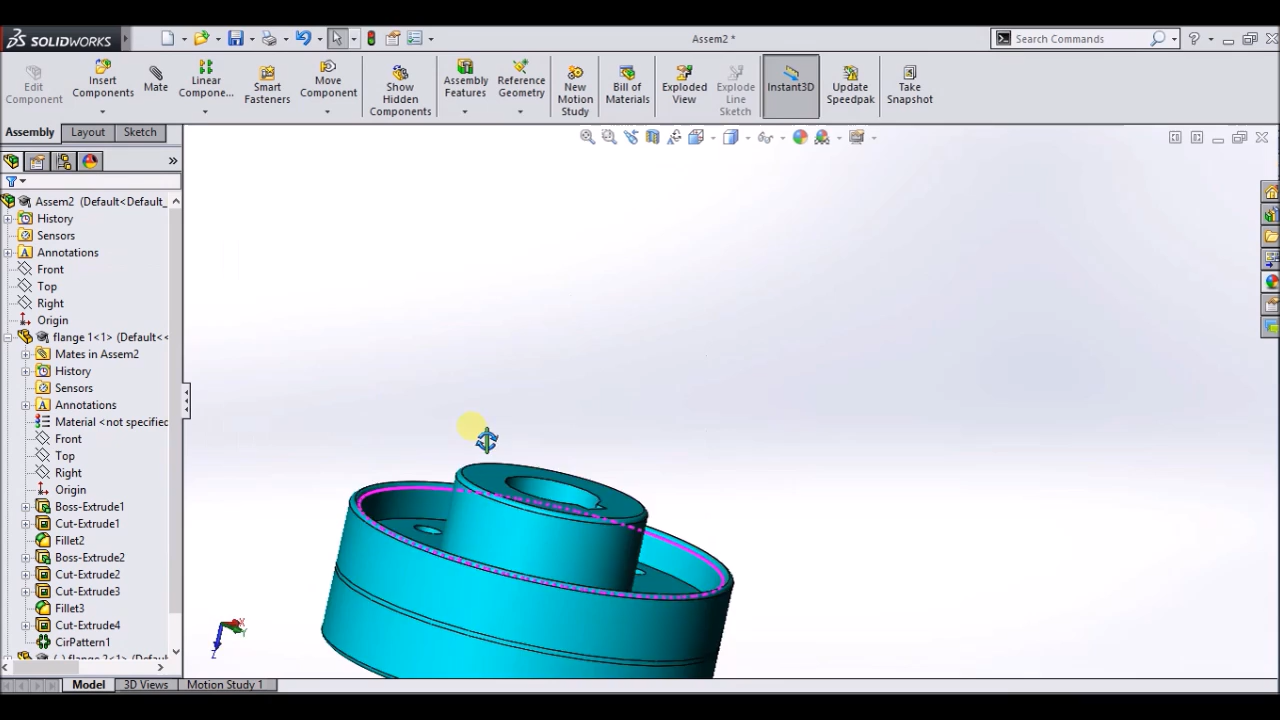 SOLIDWORKS
Assem2 *
Search Commands
Edit Component
Insert Components
Mate
Linear Compone...
Smart Fasteners
Move Component
Show Hidden Components
Assembly Features
Reference Geometry
New Motion Study
Bill of Materials
Exploded View
Explode Line Sketch
Instant3D
Update Speedpak
Take Snapshot
Assembly
Layout
Sketch
Assem2 (Default<Default_
History
Sensors
Annotations
Front
Top
Right
Origin
flange 1<1> (Default<<
Mates in Assem2
History
Sensors
Annotations
Material <not specified
Front
Top
Right
Origin
Boss-Extrude1
Cut-Extrude1
Fillet2
Boss-Extrude2
Cut-Extrude2
Cut-Extrude3
Fillet3
Cut-Extrude4
CirPattern1
X
Y
Z
Model
3D Views
Motion Study 1